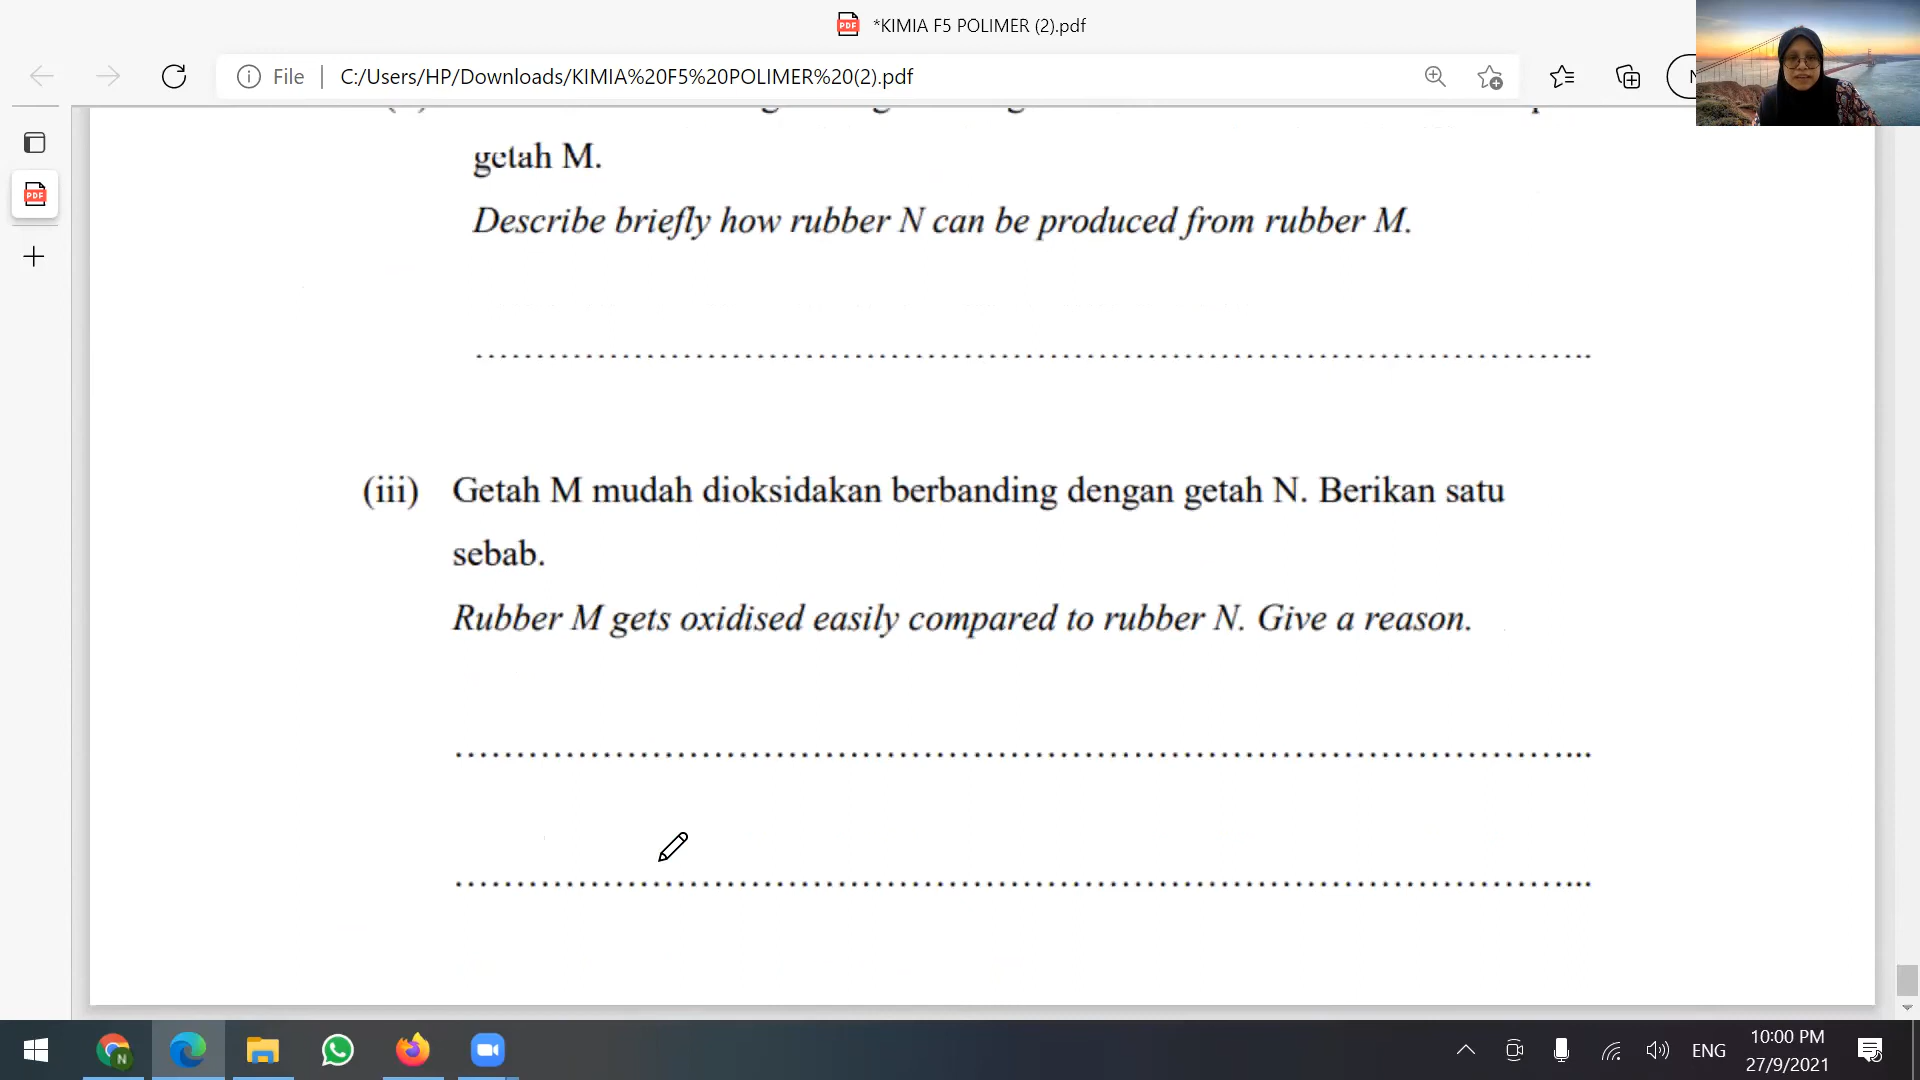 *KIMIA F5 POLIMER (2).pdf
File | C:/Users/HP/Downloads/KIMIA%20F5%20POLIMER%20(2).pdf
N
getah M.
Describe briefly how rubber N can be produced from rubber M.
(iii) Getah M mudah dioksidakan berbanding dengan getah N. Berikan satu
sebab.
Rubber M gets oxidised easily compared to rubber N. Give a reason.
ENG
10:00 PM
27/9/2021